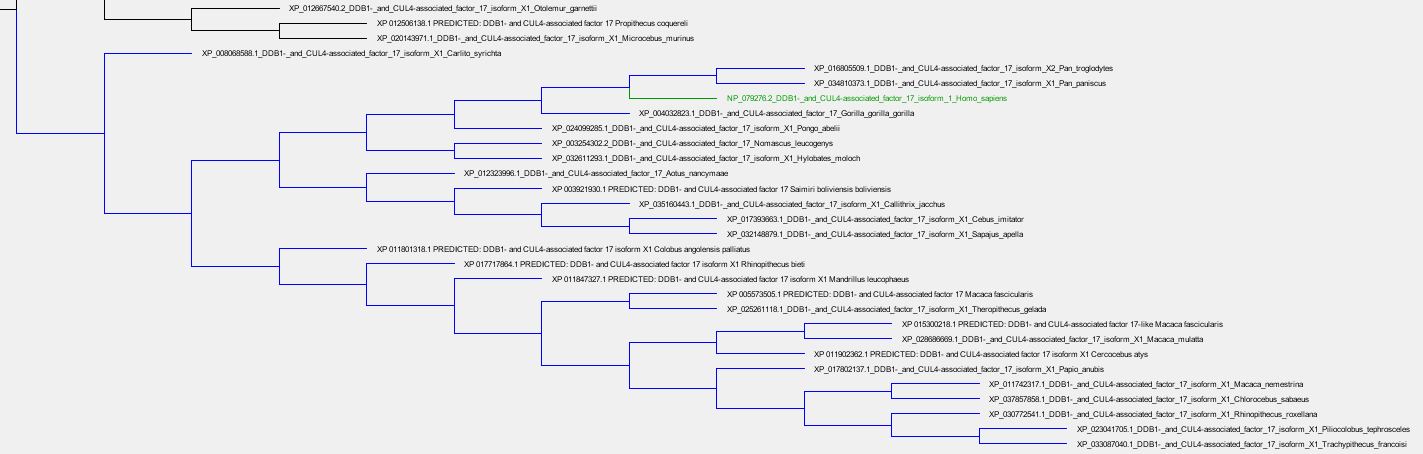 XP_012667540.2_DDB1-_and_CUL4-associated_factor_17_isoform_X1_Otolemur_garnettii
XP 012506138.1 PREDICTED: DDB1- and CUL4-associated factor 17 Propithecus coquereli
XP_020143971.1_DDB1-_and_CUL4-associated_factor_17_isoform_X1_Microcebus_murinus
XP_008068588.1_DDB1-_and_CUL4-associated_factor_17_isoform_X1_Carlito_syrichta
XP_016805509.1_DDB1-_and_CUL4-associated_factor_17_isoform_X2_Pan_troglodytes
XP_034810373.1_DDB1-_and_CUL4-associated_factor_17_isoform_X1_Pan_paniscus
NP_079276.2_DDB1-_and_CUL4-associated_factor_17_isoform_1_Homo_sapiens
XP_004032823.1_DDB1-_and_CUL4-associated_factor_17_Gorilla_gorilla_gorilla
XP_024099285.1_DDB1-_and_CUL4-associated_factor_17_isoform_X1_Pongo_abelii
XP_003254302.2_DDB1-_and_CUL4-associated_factor_17_Nomascus_leucogenys
XP_032611293.1_DDB1-_and_CUL4-associated_factor_17_isoform_X1_Hylobates_moloch
XP_012323996.1_DDB1-_and_CUL4-associated_factor_17_Aotus_nancymaae
XP 003921930.1 PREDICTED: DDB1- and CUL4-associated factor 17 Saimiri boliviensis boliviensis
XP_035160443.1_DDB1-_and_CUL4-associated_factor_17_isoform_X1_Callithrix_jacchus
XP_017393663.1_DDB1-_and_CUL4-associated_factor_17_isoform_X1_Cebus_imitator
XP_032148879.1_DDB1-_and_CUL4-associated_factor_17_isoform_X1_Sapajus_apella
XP 011801318.1 PREDICTED: DDB1- and CUL4-associated factor 17 isoform X1 Colobus angolensis palliatus
XP 017717864.1 PREDICTED: DDB1- and CUL4-associated factor 17 isoform X1 Rhinopithecus bieti
XP 011847327.1 PREDICTED: DDB1- and CUL4-associated factor 17 isoform X1 Mandrillus leucophaeus
XP 005573505.1 PREDICTED: DDB1- and CUL4-associated factor 17 Macaca fascicularis
XP_025261118.1_DDB1-_and_CUL4-associated_factor_17_isoform_X1_Theropithecus_gelada
XP 015300218.1 PREDICTED: DDB1- and CUL4-associated factor 17-like Macaca fascicularis
XP_028686669.1_DDB1-_and_CUL4-associated_factor_17_isoform_X1_Macaca_mulatta
XP 011902362.1 PREDICTED: DDB1- and CUL4-associated factor 17 isoform X1 Cercocebus atys
XP_017802137.1_DDB1-_and_CUL4-associated_factor_17_isoform_X1_Papio_anubis
XP_011742317.1_DDB1-_and_CUL4-associated_factor_17_isoform_X1_Macaca_nemestrina
XP_037857858.1_DDB1-_and_CUL4-associated_factor_17_isoform_X1_Chlorocebus_sabaeus
XP_030772541.1_DDB1-_and_CUL4-associated_factor_17_isoform_X1_Rhinopithecus_roxellana
XP_023041705.1_DDB1-_and_CUL4-associated_factor_17_isoform_X1_Piliocolobus_tephrosceles
XP_033087040.1_DDB1-_and_CUL4-associated_factor_17_isoform_X1_Trachypithecus_francoisi